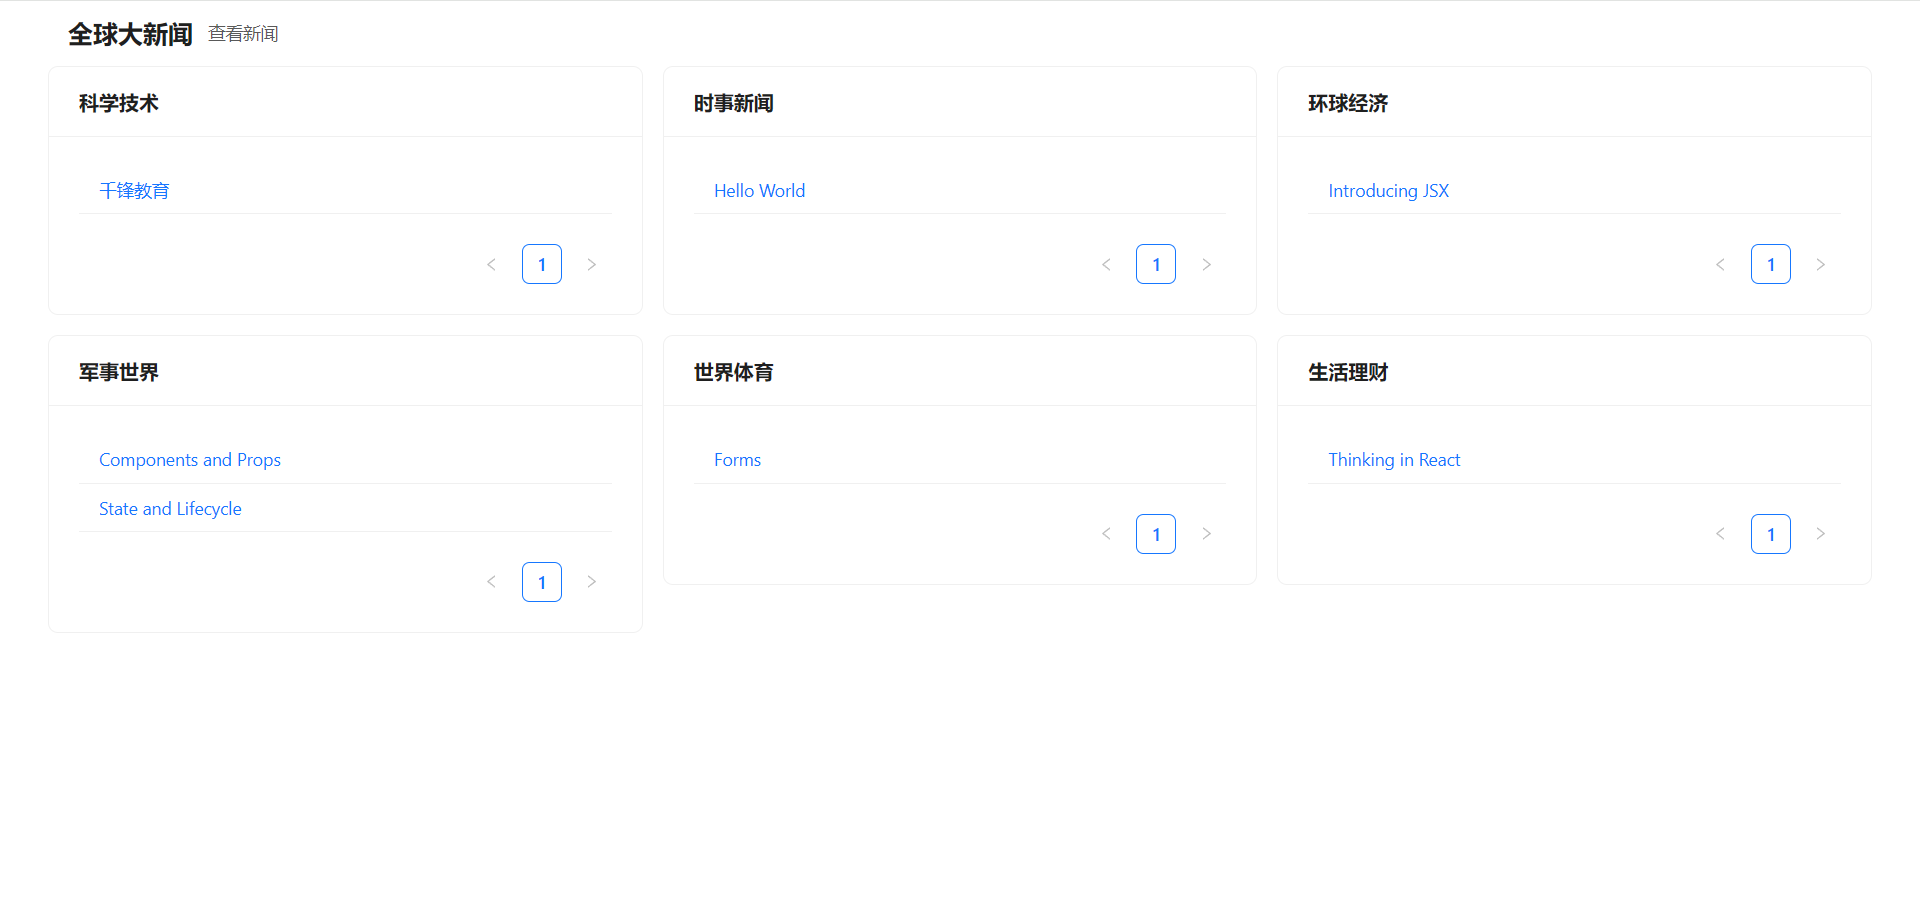 全球大新闻 查看新闻
科学技术
千锋教育
< 1 >
时事新闻
Hello World
< 1 >
环球经济
Introducing JSX
< 1 >
军事世界
Components and Props
State and Lifecycle
< 1 >
世界体育
Forms
< 1 >
生活理财
Thinking in React
< 1 >